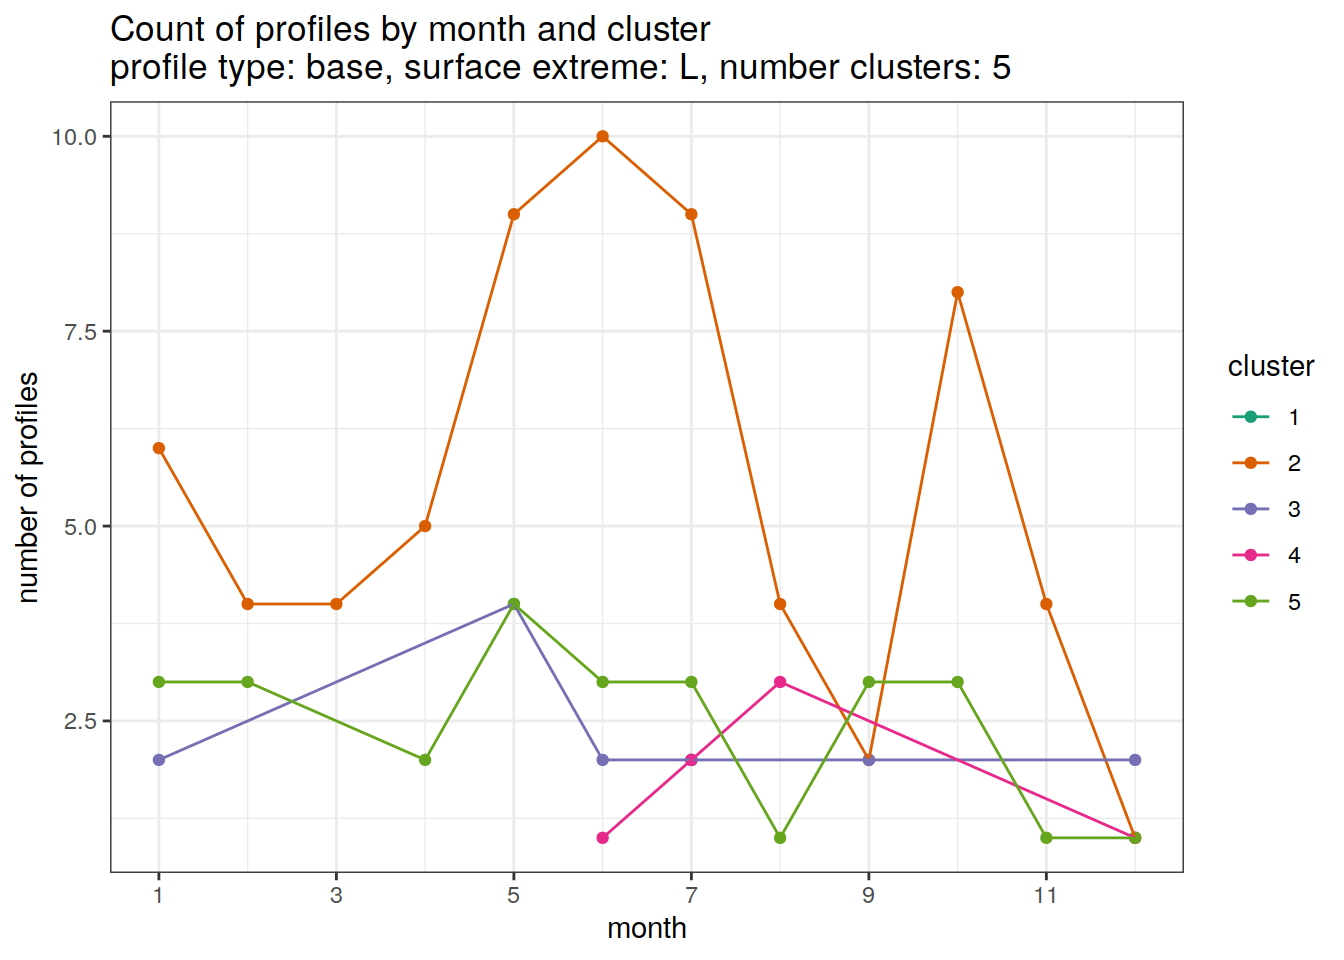 Count of profiles by month and cluster
profile type: base, surface extreme: L, number clusters: 5
10.0
7.5
5.0
2.5
number of profiles
1 3 5 7 9 11
month
cluster
1
2
3
4
5